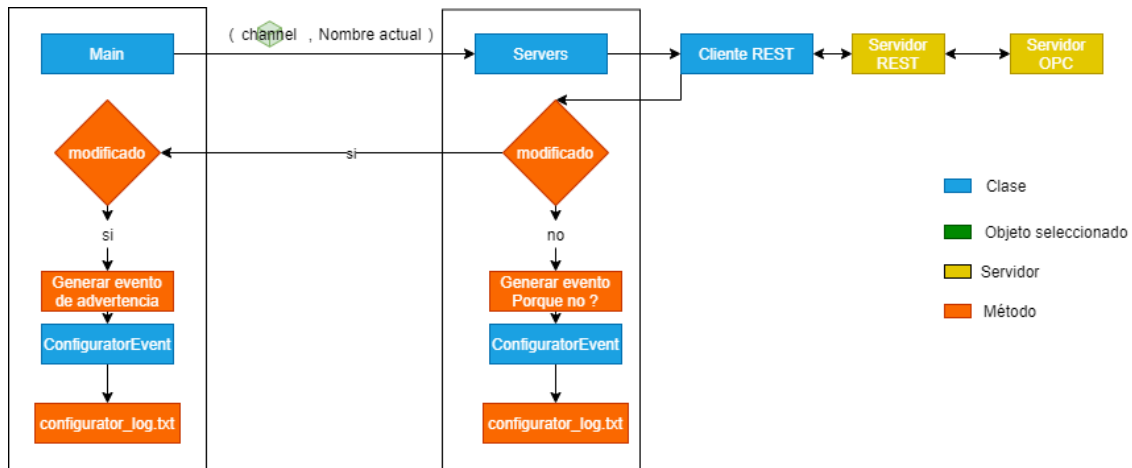 ( channel , Nombre actual )
Main
Servers
Cliente REST
Servidor
REST
Servidor
OPC
modificado
si
modificado
si
no
Generar evento
de advertencia
Generar evento
Porque no ?
ConfiguratorEvent
ConfiguratorEvent
configurator_log.txt
configurator_log.txt
Clase
Objeto seleccionado
Servidor
Método